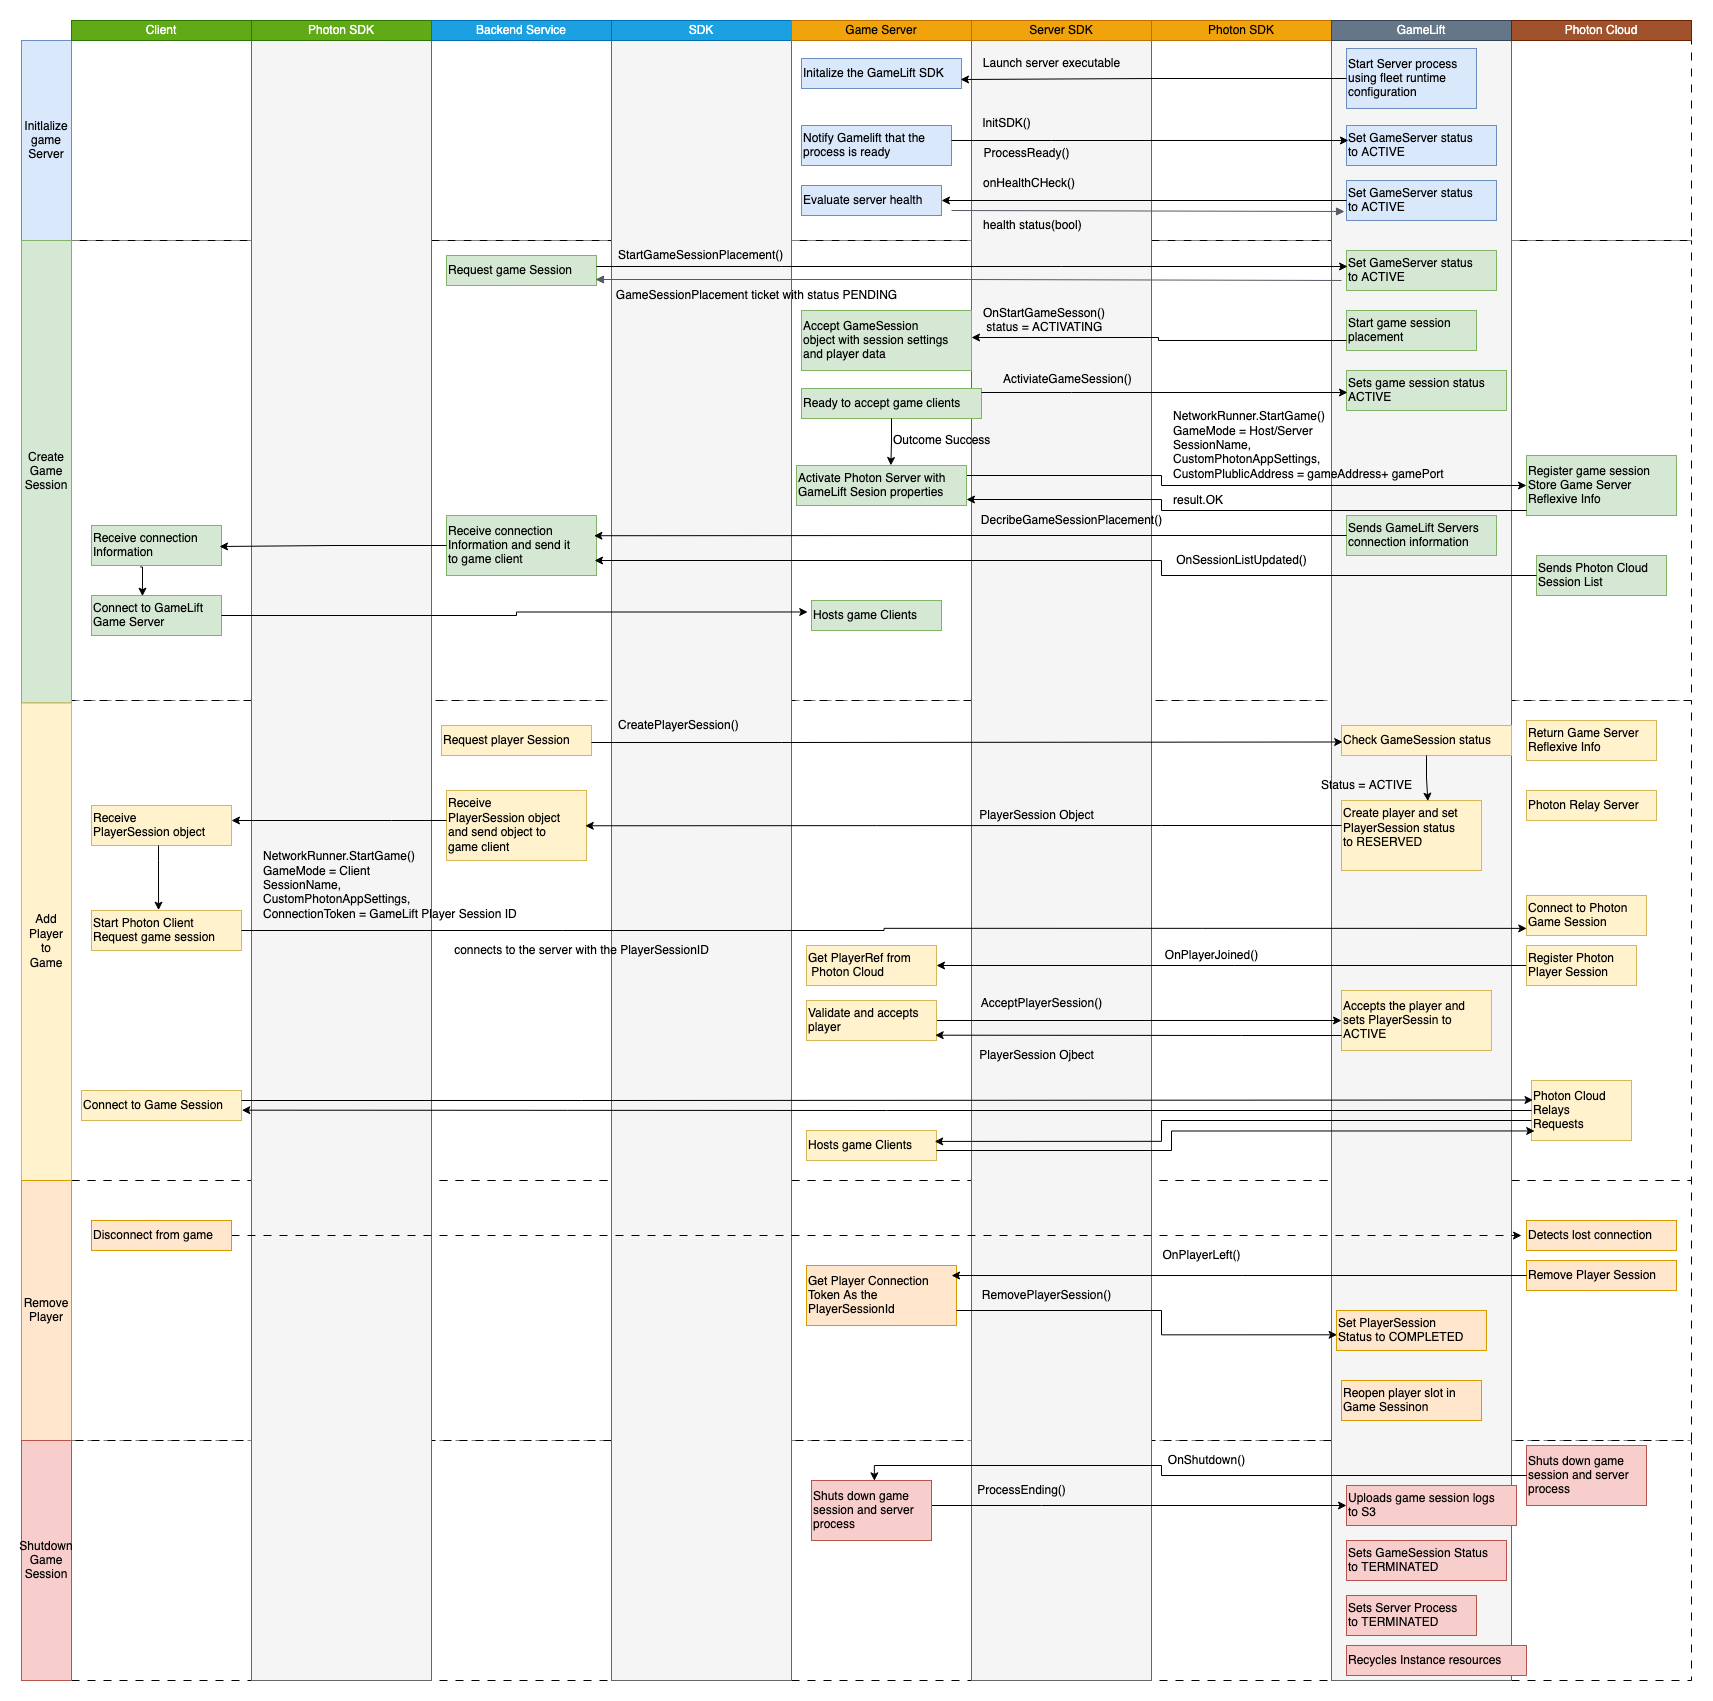 Client
Photon SDK
Backend Service
SDK
Game Server
Server SDK
Photon SDK
GameLift
Photon Cloud
Initlalize
game
Server
Initalize the GameLift SDK
Launch server executable
Start Server process
using fleet runtime
configuration
Notify Gamelift that the
process is ready
InitSDK()
ProcessReady()
Set GameServer status
to ACTIVE
Evaluate server health
onHealthCHeck()
health status(bool)
Set GameServer status
to ACTIVE
Create
Game
Session
Request game Session
StartGameSessionPlacement()
GameSessionPlacement ticket with status PENDING
Set GameServer status
to ACTIVE
Accept GameSession
object with session settings
and player data
OnStartGameSesson()
status = ACTIVATING
Start game session
placement
Ready to accept game clients
ActiviateGameSession()
Sets game session status
ACTIVE
Outcome Success
NetworkRunner.StartGame()
GameMode = Host/Server
SessionName,
CustomPhotonAppSettings,
CustomPlublicAddress = gameAddress+ gamePort
Activate Photon Server with
GameLift Sesion properties
result.OK
Register game session
Store Game Server
Reflexive Info
Receive connection
Information
Receive connection
Information and send it
to game client
DecribeGameSessionPlacement()
Sends GameLift Servers
connection information
OnSessionListUpdated()
Sends Photon Cloud
Session List
Connect to GameLift
Game Server
Hosts game Clients
Add
Player
to
Game
Request player Session
CreatePlayerSession()
Check GameSession status
Return Game Server
Reflexive Info
Status = ACTIVE
Receive
PlayerSession object
Receive
PlayerSession object
and send object to
game client
PlayerSession Object
Create player and set
PlayerSession status
to RESERVED
Photon Relay Server
NetworkRunner.StartGame()
GameMode = Client
SessionName,
CustomPhotonAppSettings,
ConnectionToken = GameLift Player Session ID
Start Photon Client
Request game session
connects to the server with the PlayerSessionID
Connect to Photon
Game Session
Get PlayerRef from
Photon Cloud
OnPlayerJoined()
Register Photon
Player Session
Validate and accepts
player
AcceptPlayerSession()
PlayerSession Ojbect
Accepts the player and
sets PlayerSessin to
ACTIVE
Connect to Game Session
Photon Cloud
Relays
Requests
Hosts game Clients
Remove
Player
Disconnect from game
Detects lost connection
OnPlayerLeft()
Remove Player Session
Get Player Connection
Token As the
PlayerSessionId
RemovePlayerSession()
Set PlayerSession
Status to COMPLETED
Reopen player slot in
Game Sessinon
Shutdown
Game
Session
OnShutdown()
Shuts down game
session and server
process
Shuts down game
session and server
process
ProcessEnding()
Uploads game session logs
to S3
Sets GameSession Status
to TERMINATED
Sets Server Process
to TERMINATED
Recycles Instance resources